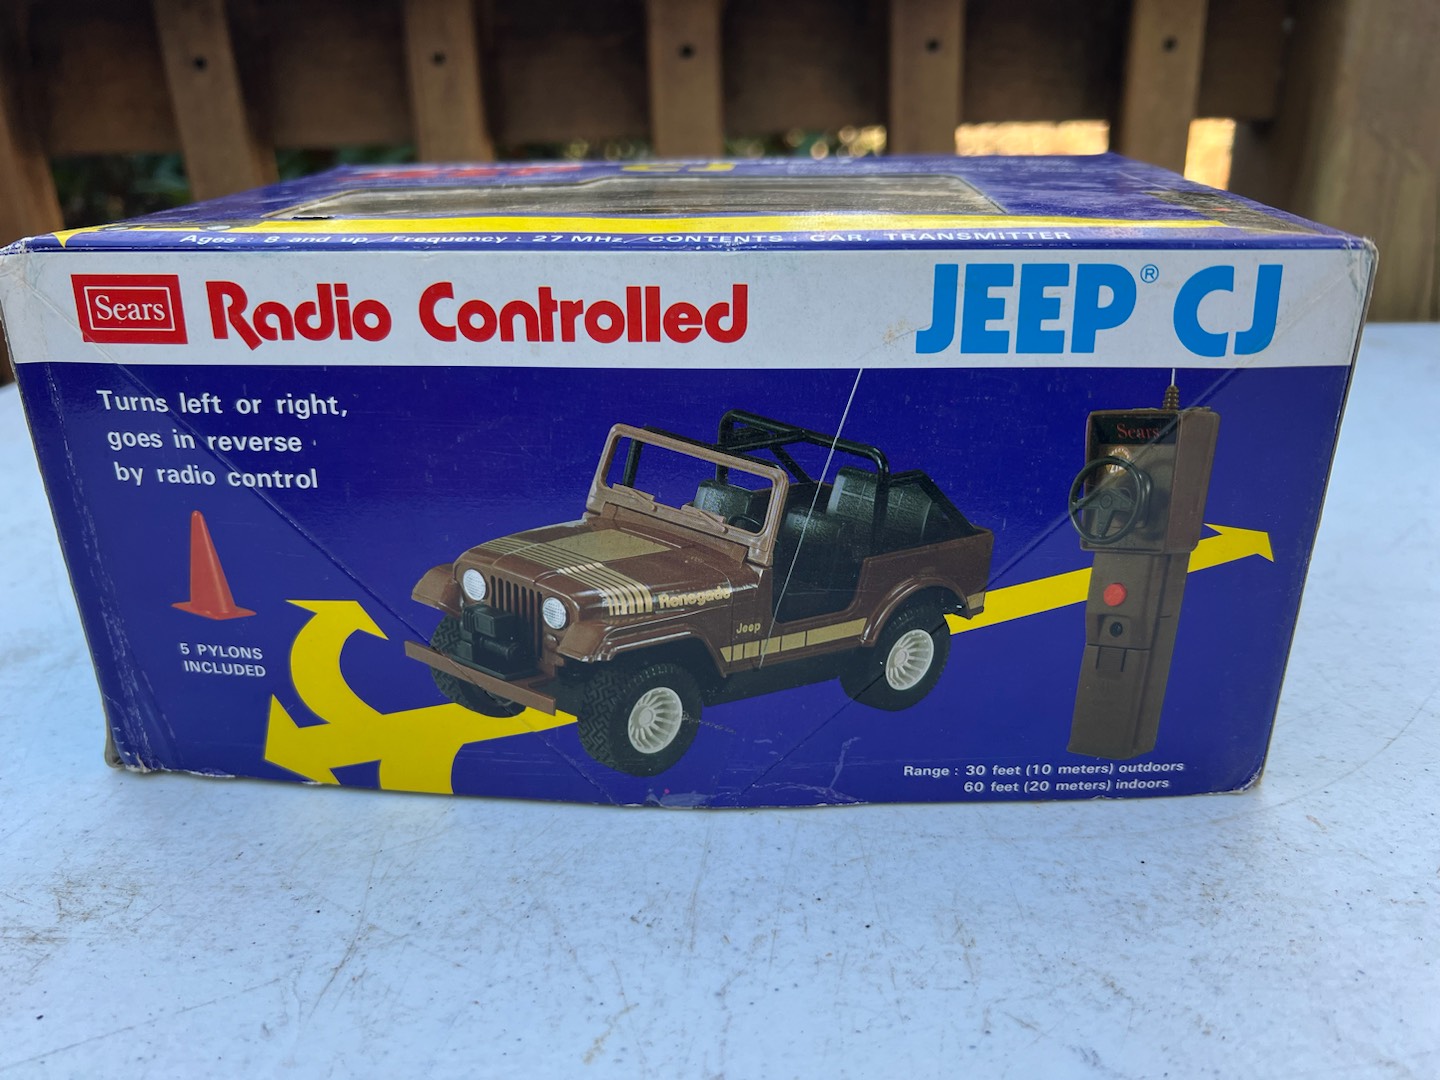 CJ
Ages : 8 and up Frequency : 27 MHz / CONTENTS CAR, TRANSMITTER
Sears Radio Controlled JEEP® CJ
Turns left or right,
goes in reverse
by radio control
Sears
Renegade
Jeep
5 PYLONS
INCLUDED
Range : 30 feet (10 meters) outdoors
60 feet (20 meters) indoors